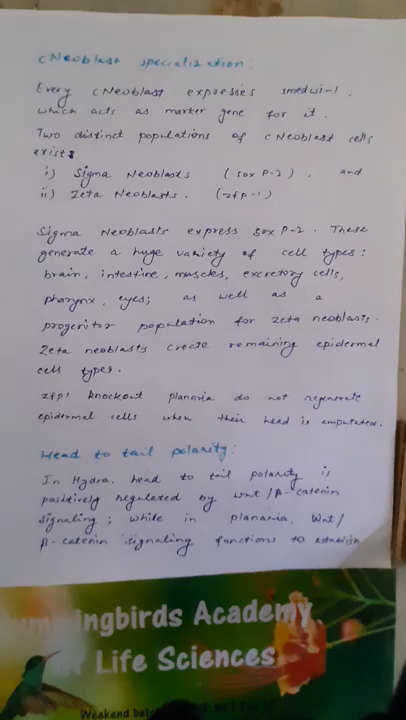 cNeoblast specialization:
Every cNeoblast expresses smedwi-1,
which acts as marker gene for it.
Two distinct populations of cNeoblast cells
exist:
i) Sigma Neoblasts (sox P-2), and
ii) Zeta Neoblasts. (zfp-1)
Sigma Neoblasts express sox P-2. These
generate a huge variety of cell types:
brain, intestine, muscles, excretory cells,
pharynx, eyes; as well as a
progenitor population for zeta neoblasts.
Zeta neoblasts create remaining epidermal
cell types.
zfp1 knockout planaria do not regenerate
epidermal cells when their head is amputated.
Head to tail polarity:
In Hydra, head to tail polarity is
positively regulated by wnt/β-catenin
signaling; while in planaria, Wnt/
β-catenin signaling functions to establish
mingbirds Academy
Life Sciences
Weekend